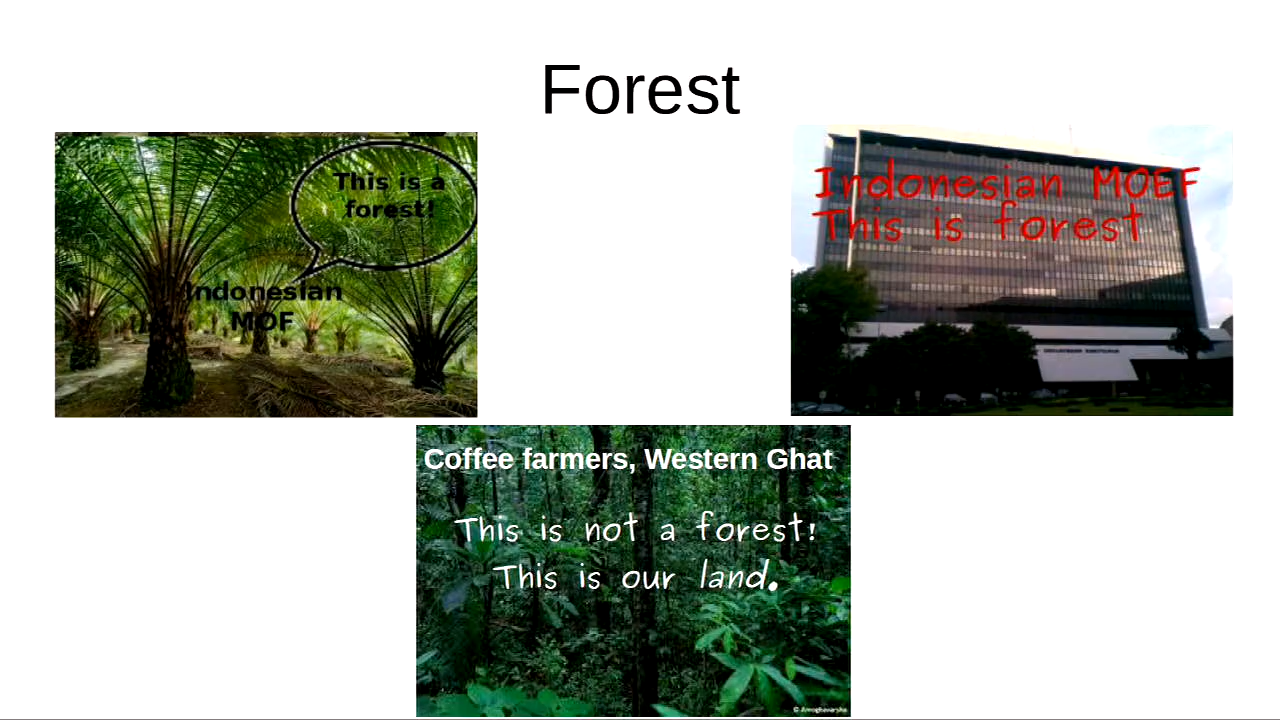 Forest
This is a
forest!
Indonesian
MOF
Indonesian MOEF
This is forest
Coffee farmers, Western Ghat
This is not a forest!
This is our land.